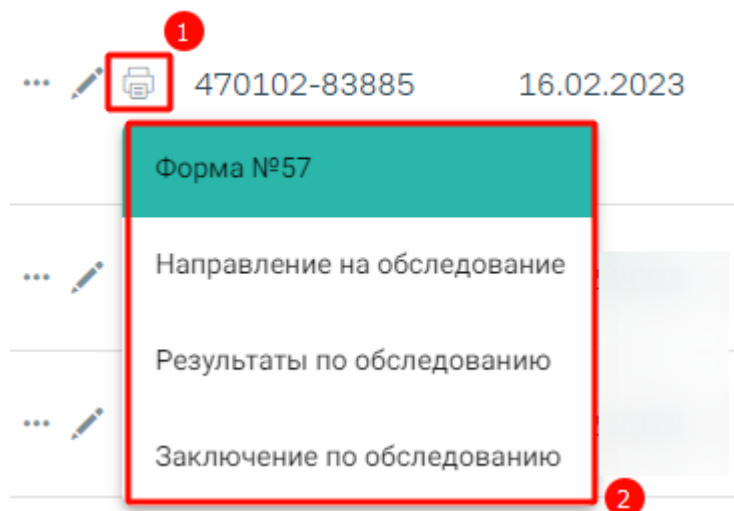 1
... 470102-83885 16.02.2023
Форма №57
...
Направление на обследование
Результаты по обследованию
...
Заключение по обследованию
2